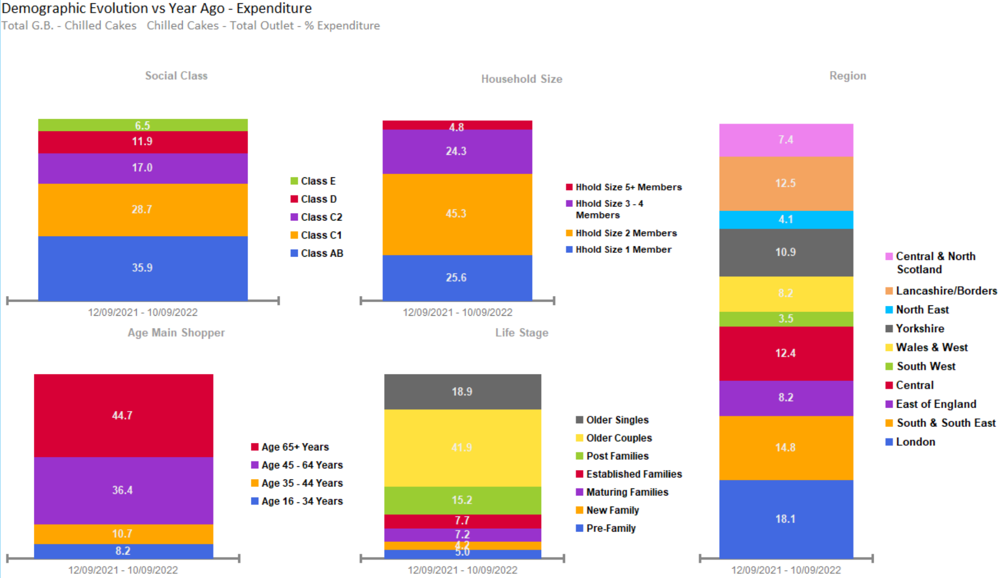 Demographic Evolution vs Year Ago - Expenditure
Total G.B. - Chilled Cakes   Chilled Cakes - Total Outlet - % Expenditure
Social Class
6.5
11.9
17.0
28.7
35.9
Class E
Class D
Class C2
Class C1
Class AB
12/09/2021 - 10/09/2022
Household Size
4.8
24.3
45.3
25.6
Hhold Size 5+ Members
Hhold Size 3 - 4
Members
Hhold Size 2 Members
Hhold Size 1 Member
12/09/2021 - 10/09/2022
Region
7.4
12.5
4.1
10.9
8.2
3.5
12.4
8.2
14.8
18.1
Central & North
Scotland
Lancashire/Borders
North East
Yorkshire
Wales & West
South West
Central
East of England
South & South East
London
12/09/2021 - 10/09/2022
Age Main Shopper
44.7
36.4
10.7
8.2
Age 65+ Years
Age 45 - 64 Years
Age 35 - 44 Years
Age 16 - 34 Years
12/09/2021 - 10/09/2022
Life Stage
18.9
41.9
15.2
7.7
7.2
4.2
5.0
Older Singles
Older Couples
Post Families
Established Families
Maturing Families
New Family
Pre-Family
12/09/2021 - 10/09/2022